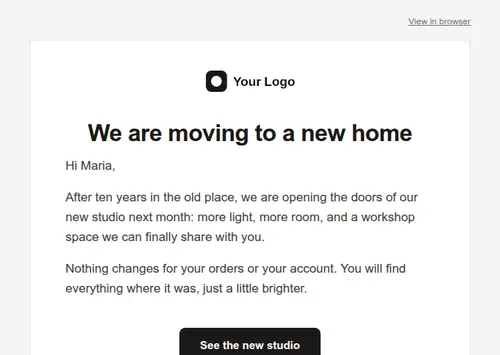 View in browser
Your Logo
We are moving to a new home
Hi Maria,
After ten years in the old place, we are opening the doors of our
new studio next month: more light, more room, and a workshop
space we can finally share with you.
Nothing changes for your orders or your account. You will find
everything where it was, just a little brighter.
See the new studio